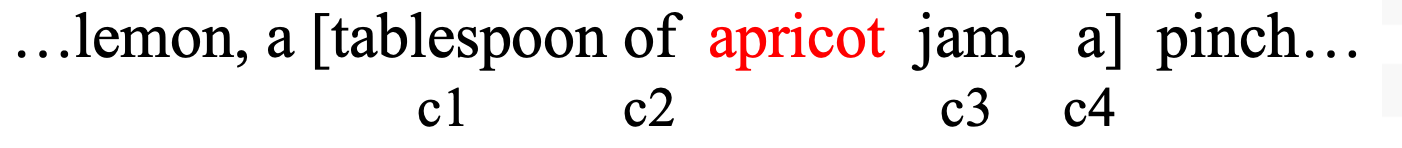 …lemon, a [tablespoon of apricot jam, a] pinch…
c1 c2 c3 c4